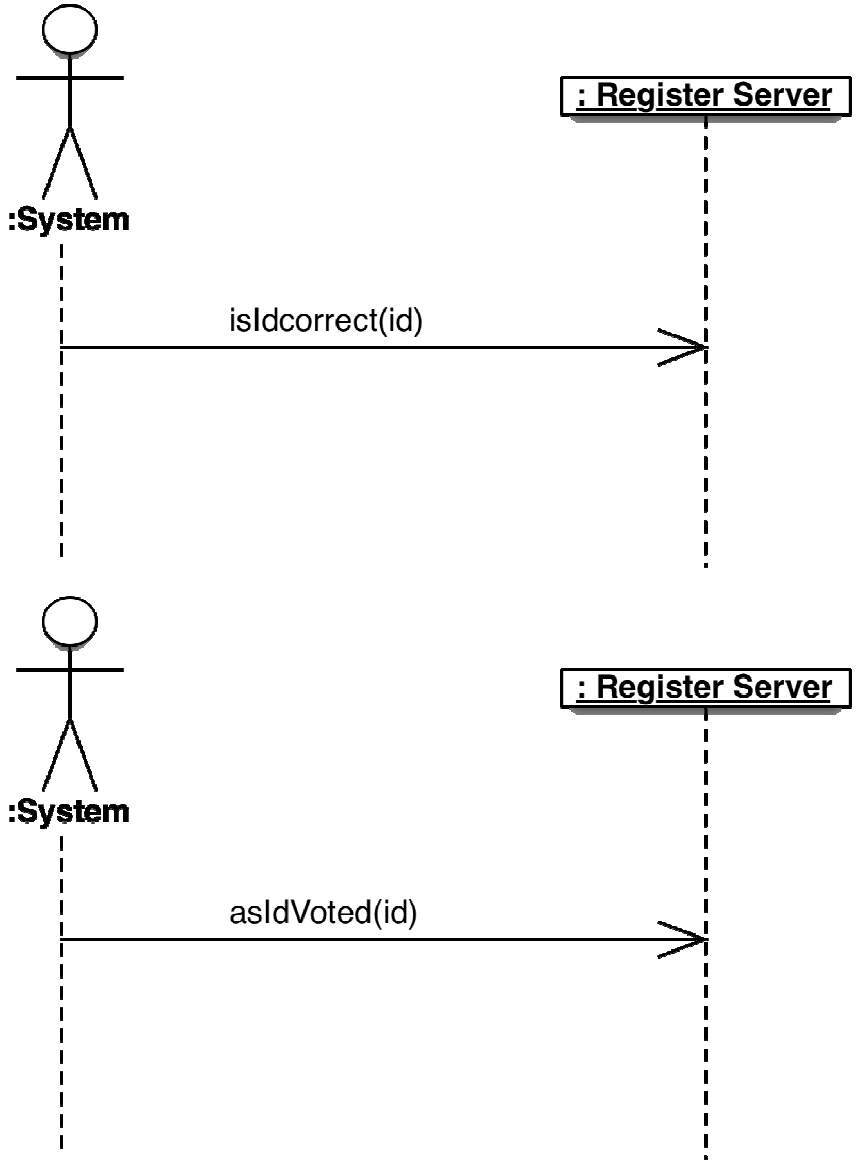 : Register Server
:System
isIdcorrect(id)
: Register Server
:System
asIdVoted(id)